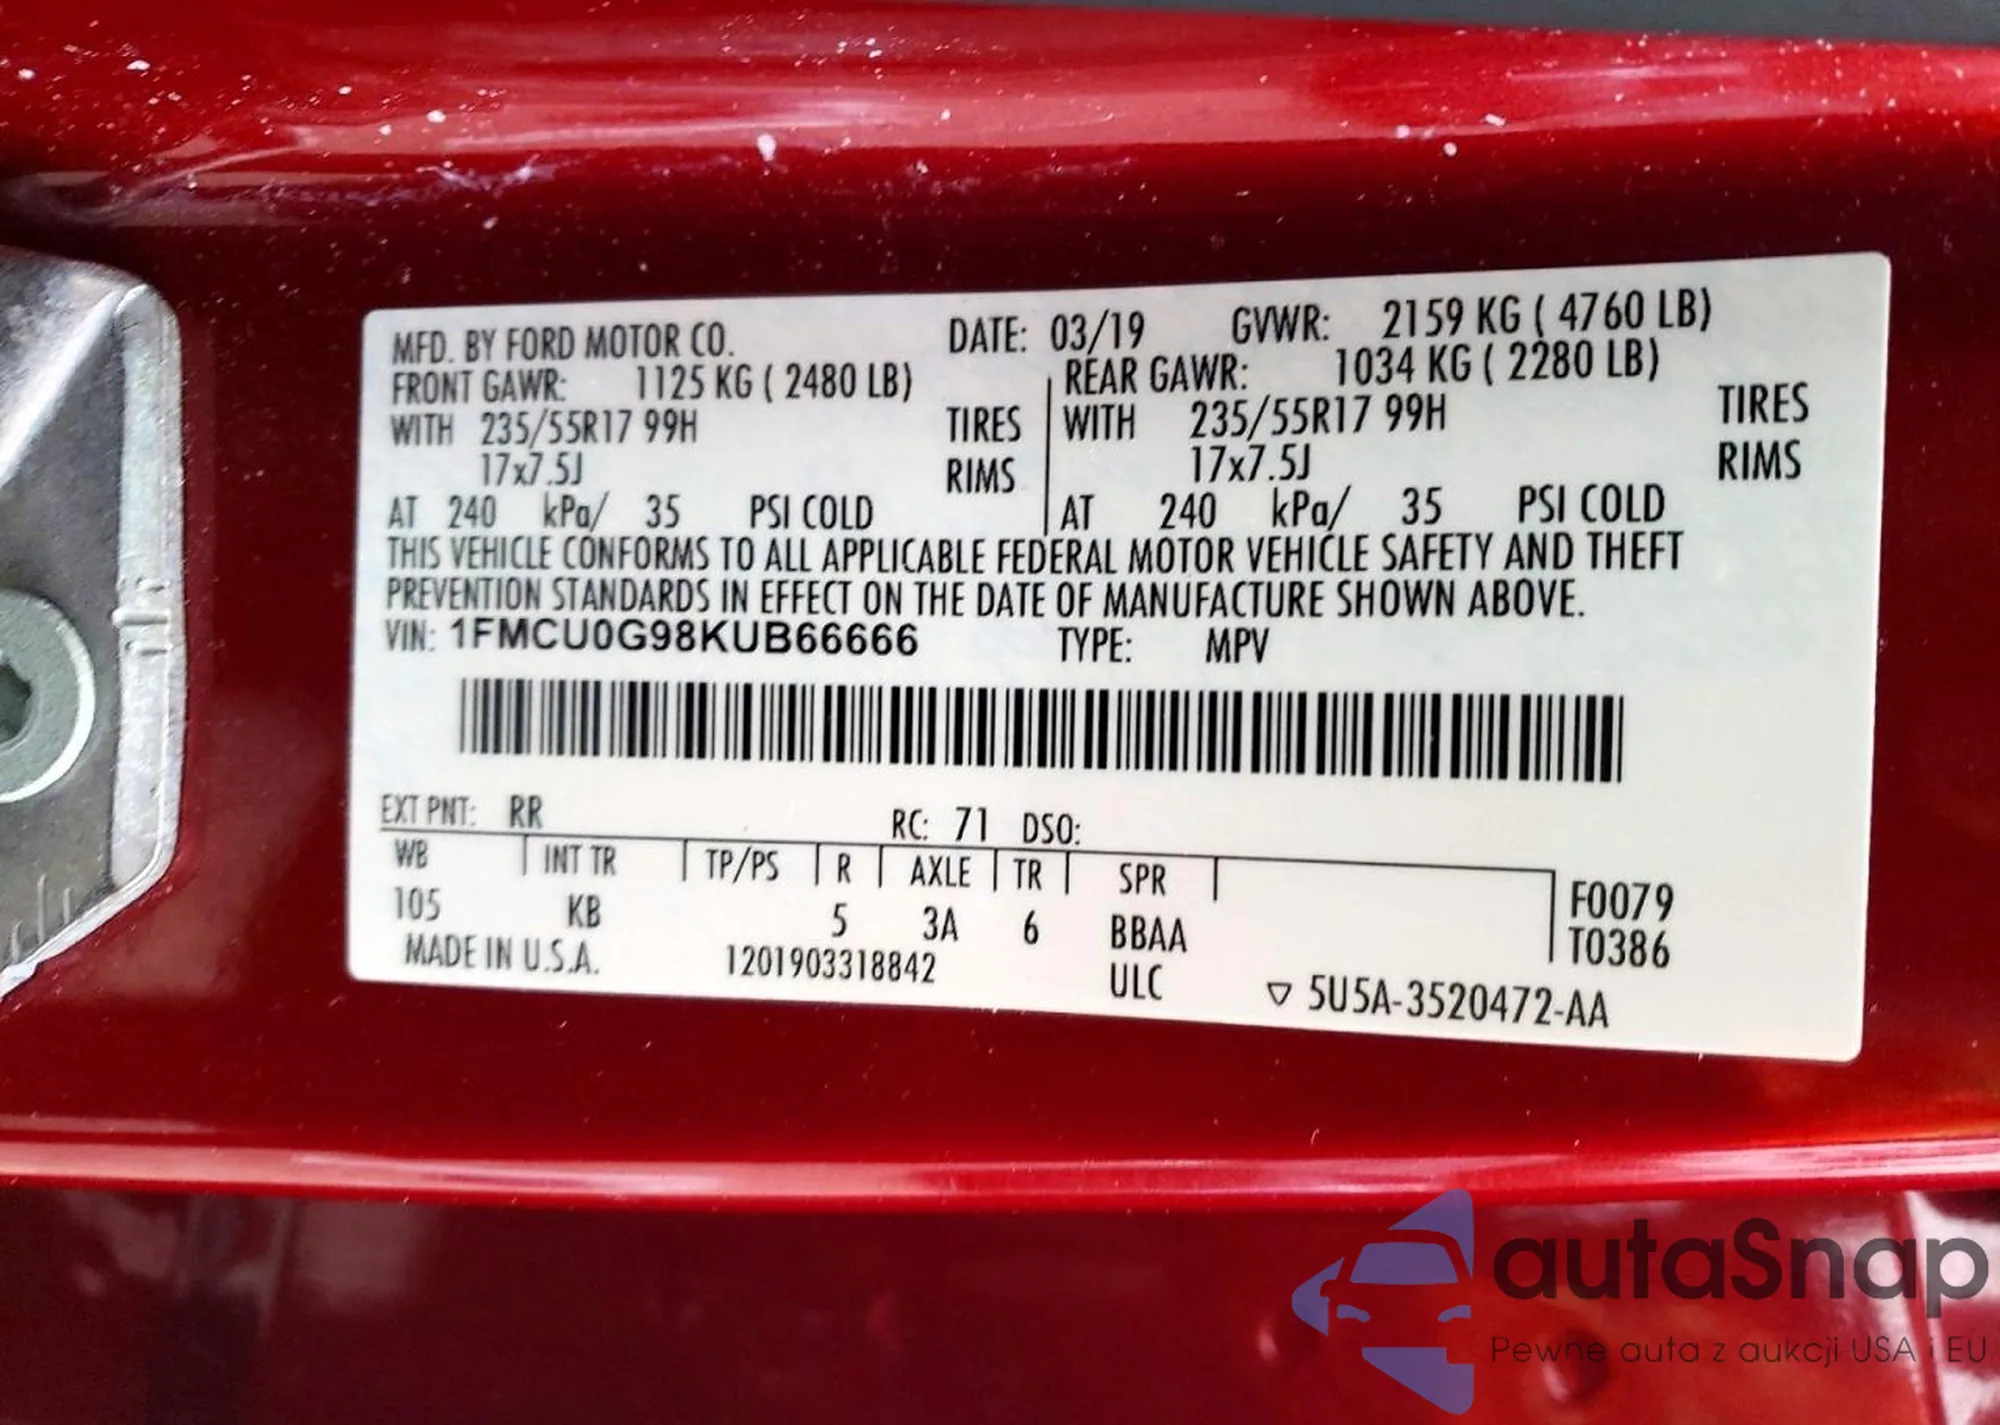 MFD. BY FORD MOTOR CO. DATE: 03/19 GVWR: 2159 KG ( 4760 LB)
FRONT GAWR: 1125 KG ( 2480 LB) REAR GAWR: 1034 KG ( 2280 LB)
WITH 235/55R17 99H TIRES WITH 235/55R17 99H TIRES
17x7.5J RIMS 17x7.5J RIMS
AT 240 kPa/ 35 PSI COLD AT 240 kPa/ 35 PSI COLD
THIS VEHICLE CONFORMS TO ALL APPLICABLE FEDERAL MOTOR VEHICLE SAFETY AND THEFT
PREVENTION STANDARDS IN EFFECT ON THE DATE OF MANUFACTURE SHOWN ABOVE.
VIN: 1FMCU0G98KUB66666 TYPE: MPV
EXT PNT: RR RC: 71 DSO:
WB INT TR TP/PS R AXLE TR SPR
105 KB 5 3A 6 BBAA
F0079
T0386
MADE IN U.S.A. 1201903318842 ULC ▽ 5U5A-3520472-AA
autaSnap
Pewne auta z aukcji USA i EU